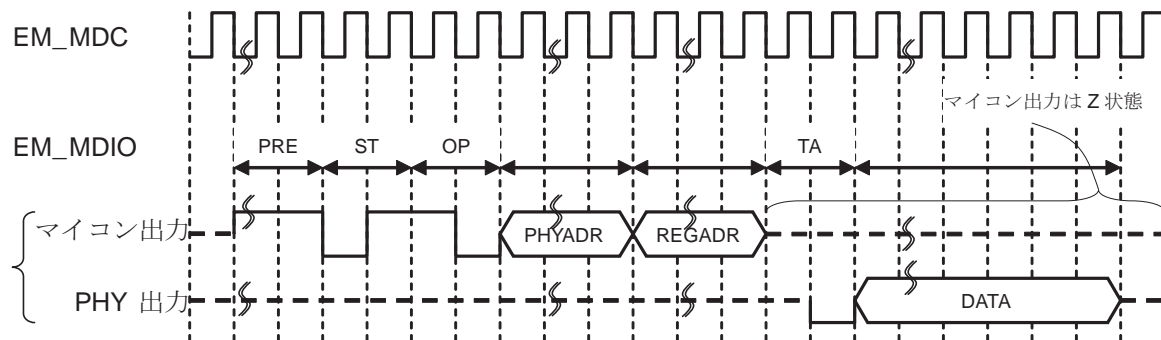 EM_MDC
マイコン出力は Z 状態
EM_MDIO
PRE ST OP TA
マイコン出力 PHYADR REGADR
PHY 出力 DATA